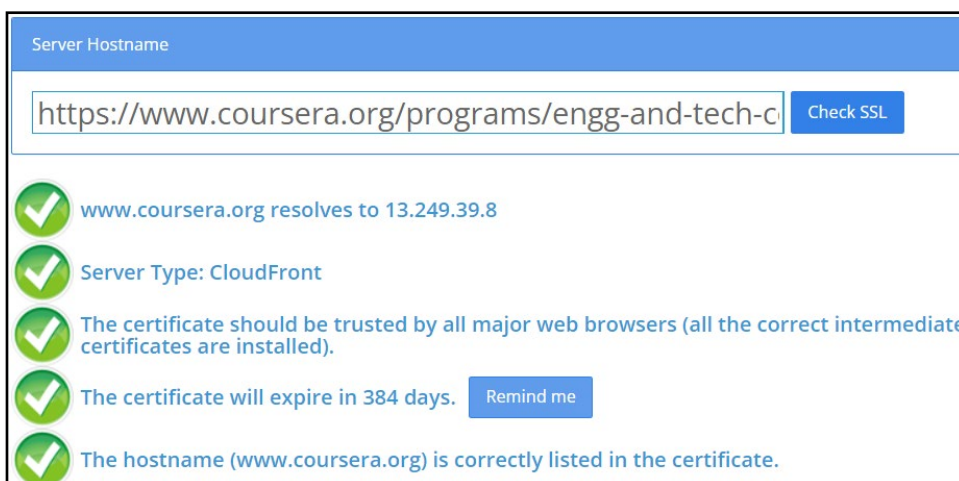 Server Hostname
https://www.coursera.org/programs/engg-and-tech-c
Check SSL
www.coursera.org resolves to 13.249.39.8
Server Type: CloudFront
The certificate should be trusted by all major web browsers (all the correct intermediate
certificates are installed).
The certificate will expire in 384 days.
Remind me
The hostname (www.coursera.org) is correctly listed in the certificate.